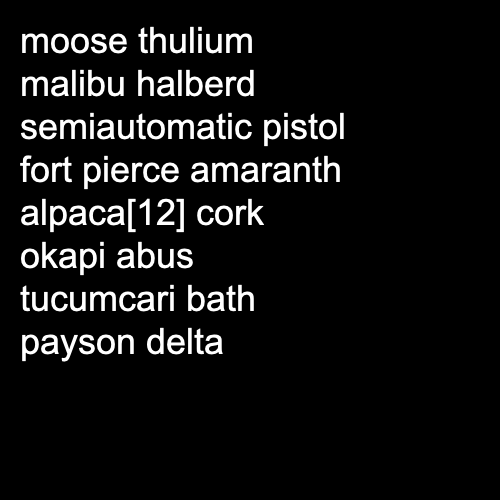 moose thulium
malibu halberd
semiautomatic pistol
fort pierce amaranth
alpaca[12] cork
okapi abus
tucumcari bath
payson delta